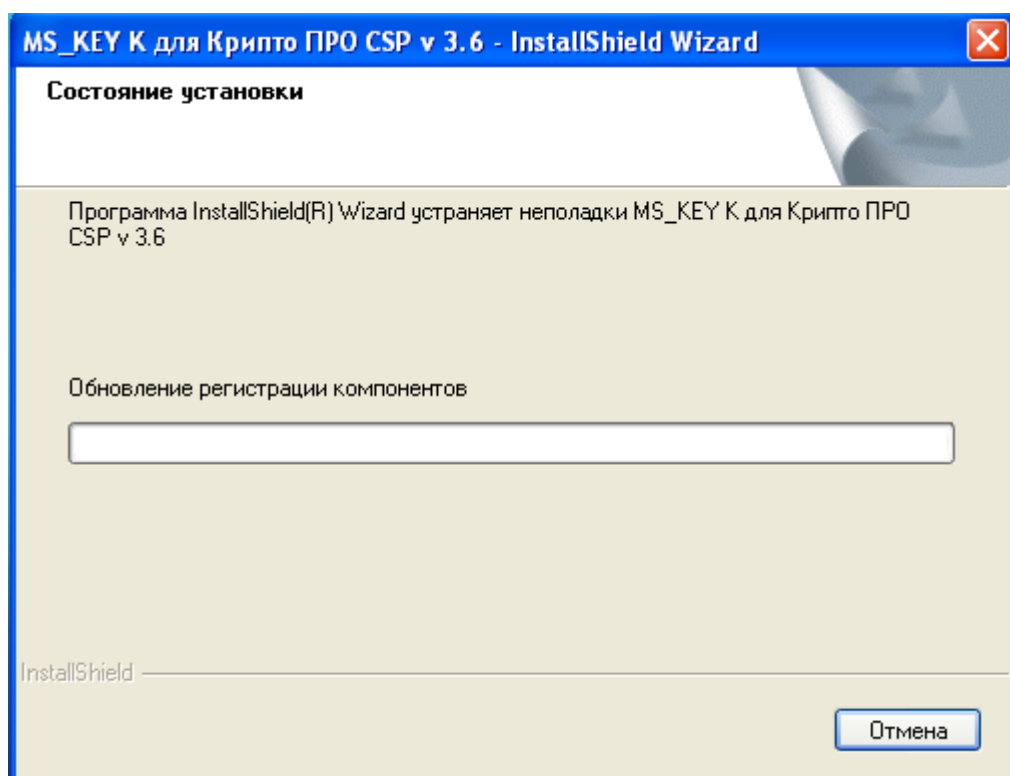 MS_KEY K для Крипто ПРО CSP v 3.6 - InstallShield Wizard
Состояние установки
Программа InstallShield(R) Wizard устраняет неполадки MS_KEY K для Крипто ПРО
CSP v 3.6
Обновление регистрации компонентов
InstallShield
Отмена